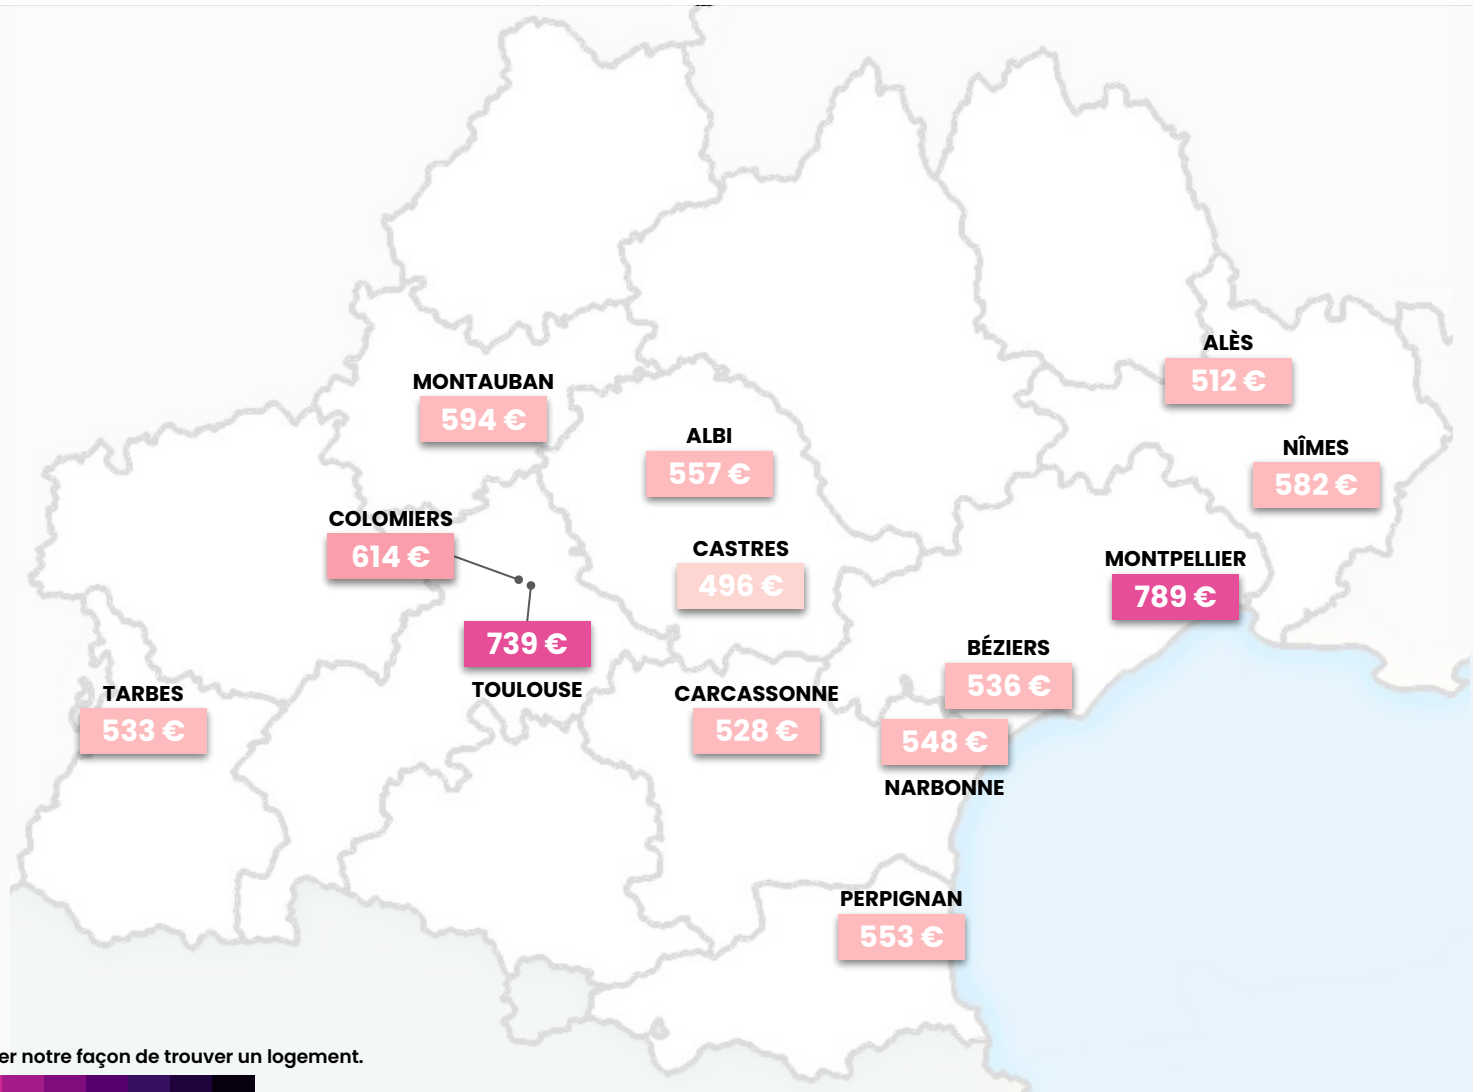 ALÈS
512 €
MONTAUBAN
594 €
ALBI
557 €
NÎMES
582 €
COLOMIERS
614 €
CASTRES
496 €
MONTPELLIER
789 €
739 €
TOULOUSE
BÉZIERS
536 €
TARBES
533 €
CARCASSONNE
528 €
548 €
NARBONNE
PERPIGNAN
553 €
er notre façon de trouver un logement.